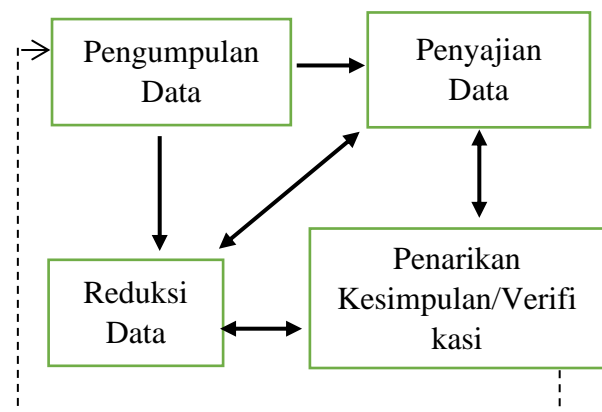 Pengumpulan
Data
Penyajian
Data
Reduksi
Data
Penarikan
Kesimpulan/Verifi
kasi